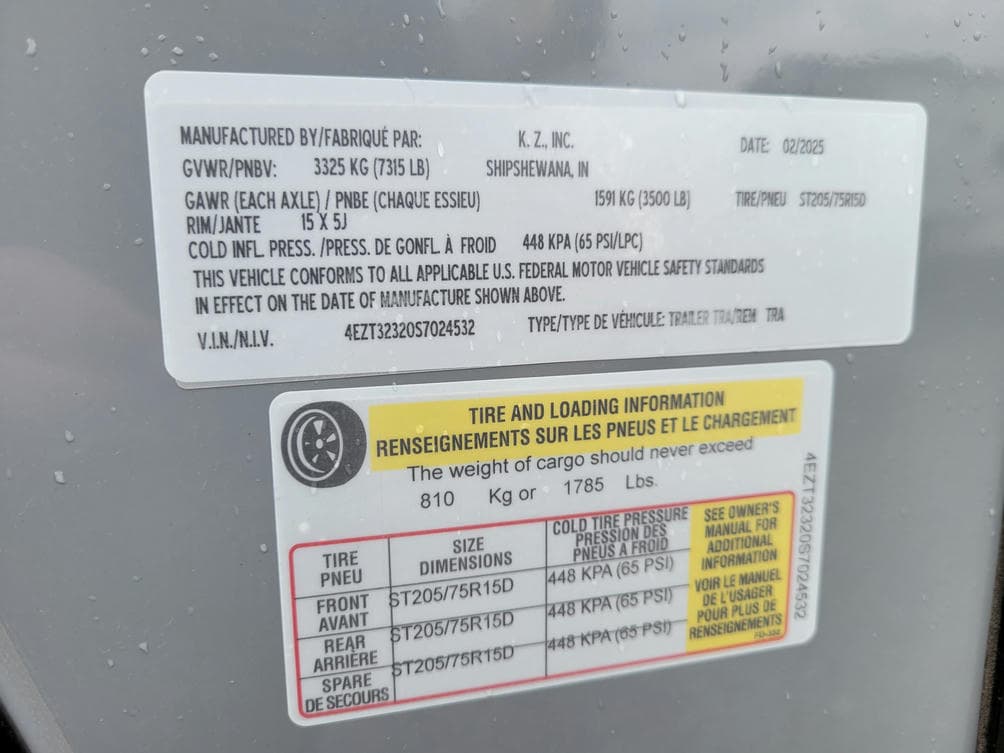 MANUFACTURED BY/FABRIQUÉ PAR: K. Z., INC. DATE: 02/2025
GVWR/PNBV: 3325 KG (7315 LB) SHIPSHEWANA, IN
GAWR (EACH AXLE) / PNBE (CHAQUE ESSIEU) 1591 KG (3500 LB) TIRE/PNEU ST205/75R15D
RIM/JANTE 15 X 5J
COLD INFL. PRESS. /PRESS. DE GONFL. À FROID 448 KPA (65 PSI/LPC)
THIS VEHICLE CONFORMS TO ALL APPLICABLE U.S. FEDERAL MOTOR VEHICLE SAFETY STANDARDS
IN EFFECT ON THE DATE OF MANUFACTURE SHOWN ABOVE.
V.I.N./N.I.V. 4EZT32320S7024532 TYPE/TYPE DE VÉHICULE: TRAILER TRA/REM TRA
TIRE AND LOADING INFORMATION
RENSEIGNEMENTS SUR LES PNEUS ET LE CHARGEMENT
The weight of cargo should never exceed
810 Kg or 1785 Lbs.
TIRE
PNEU
SIZE
DIMENSIONS
COLD TIRE PRESSURE
PRESSION DES
PNEUS A FROID
FRONT
AVANT
ST205/75R15D
448 KPA (65 PSI)
REAR
ARRIÈRE
ST205/75R15D
448 KPA (65 PSI)
SPARE
DE SECOURS
ST205/75R15D
448 KPA (65 PSI)
SEE OWNER'S
MANUAL FOR
ADDITIONAL
INFORMATION
VOIR LE MANUEL
DE L'USAGER
POUR PLUS DE
RENSEIGNEMENTS
4EZT32320S7024532